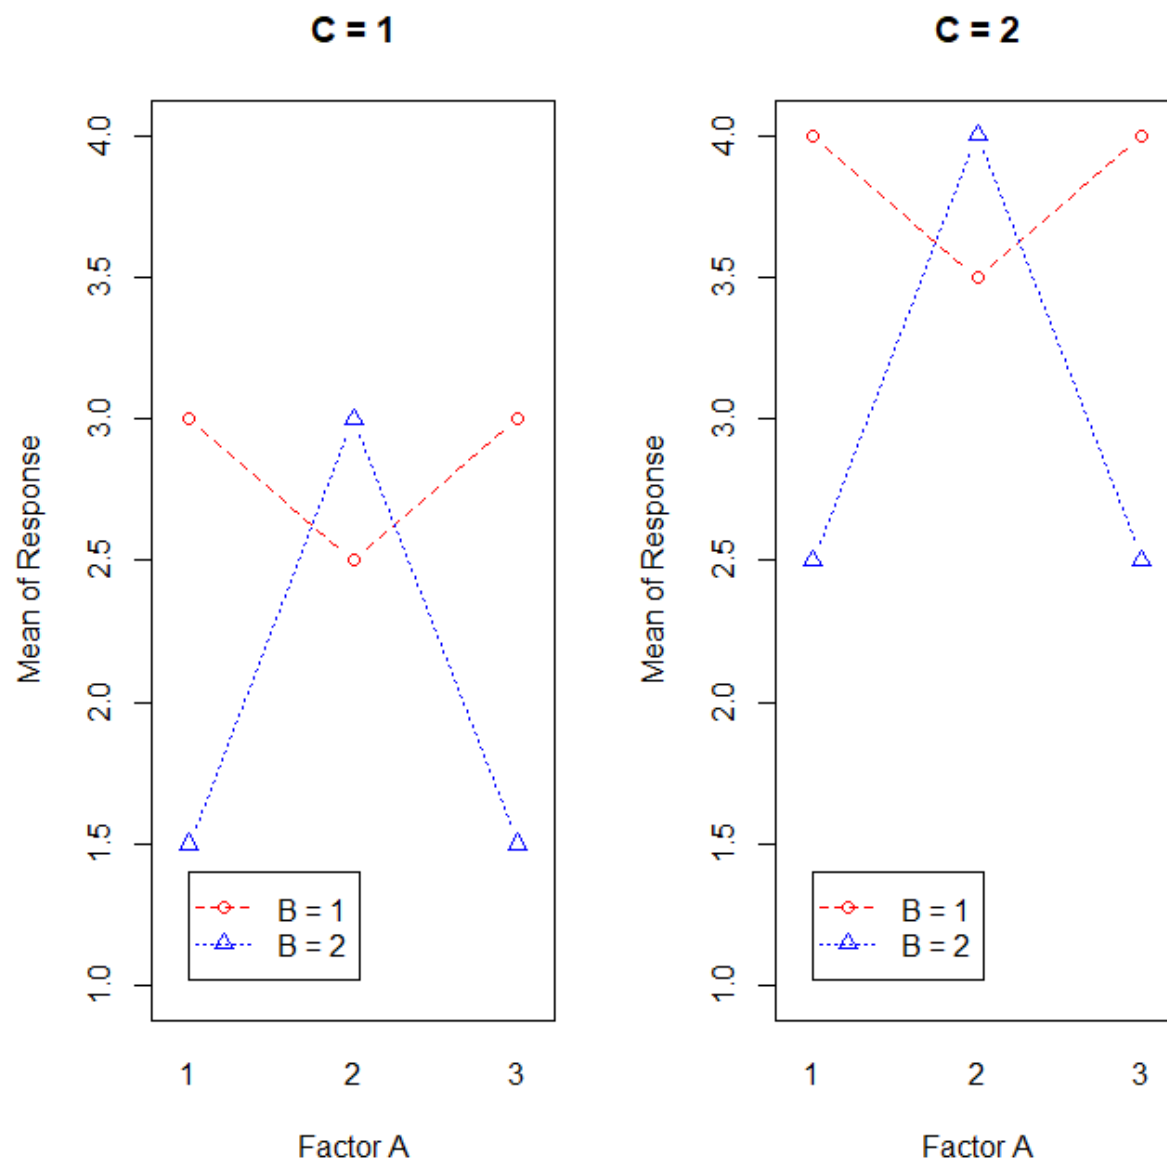 C = 1
Mean of Response
4.0
3.5
3.0
2.5
2.0
1.5
1.0
B = 1
B = 2
1 2 3
Factor A
C = 2
Mean of Response
4.0
3.5
3.0
2.5
2.0
1.5
1.0
B = 1
B = 2
1 2 3
Factor A